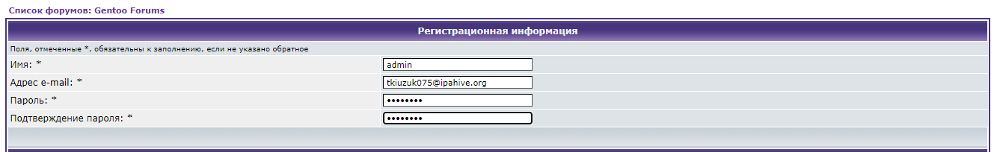 Список форумов: Gentoo Forums
Регистрационная информация
Поля, отмеченные *, обязательны к заполнению, если не указано обратное
Имя: * admin
Адрес e-mail: * tkiuzuk075@ipahive.org
Пароль: * ••••••••
Подтверждение пароля: * ••••••••